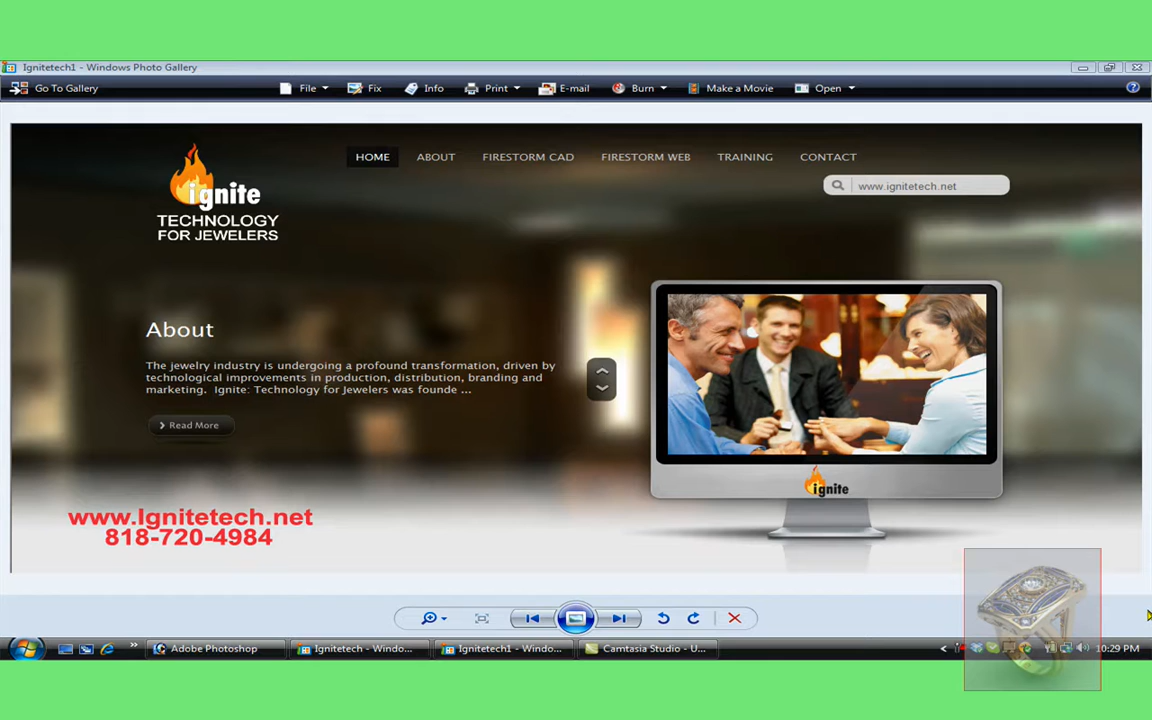 Ignitetech1 - Windows Photo Gallery
Go To Gallery File Fix Info Print E-mail Burn Make a Movie Open
HOME ABOUT FIRESTORM CAD FIRESTORM WEB TRAINING CONTACT
www.ignitetech.net
ignite
TECHNOLOGY
FOR JEWELERS
About
The jewelry industry is undergoing a profound transformation, driven by
technological improvements in production, distribution, branding and
marketing. Ignite: Technology for Jewelers was founde ...
Read More
ignite
www.Ignitetech.net
818-720-4984
Adobe Photoshop Ignitetech - Windo... Ignitetech1 - Windo... Camtasia Studio - U... 10:29 PM